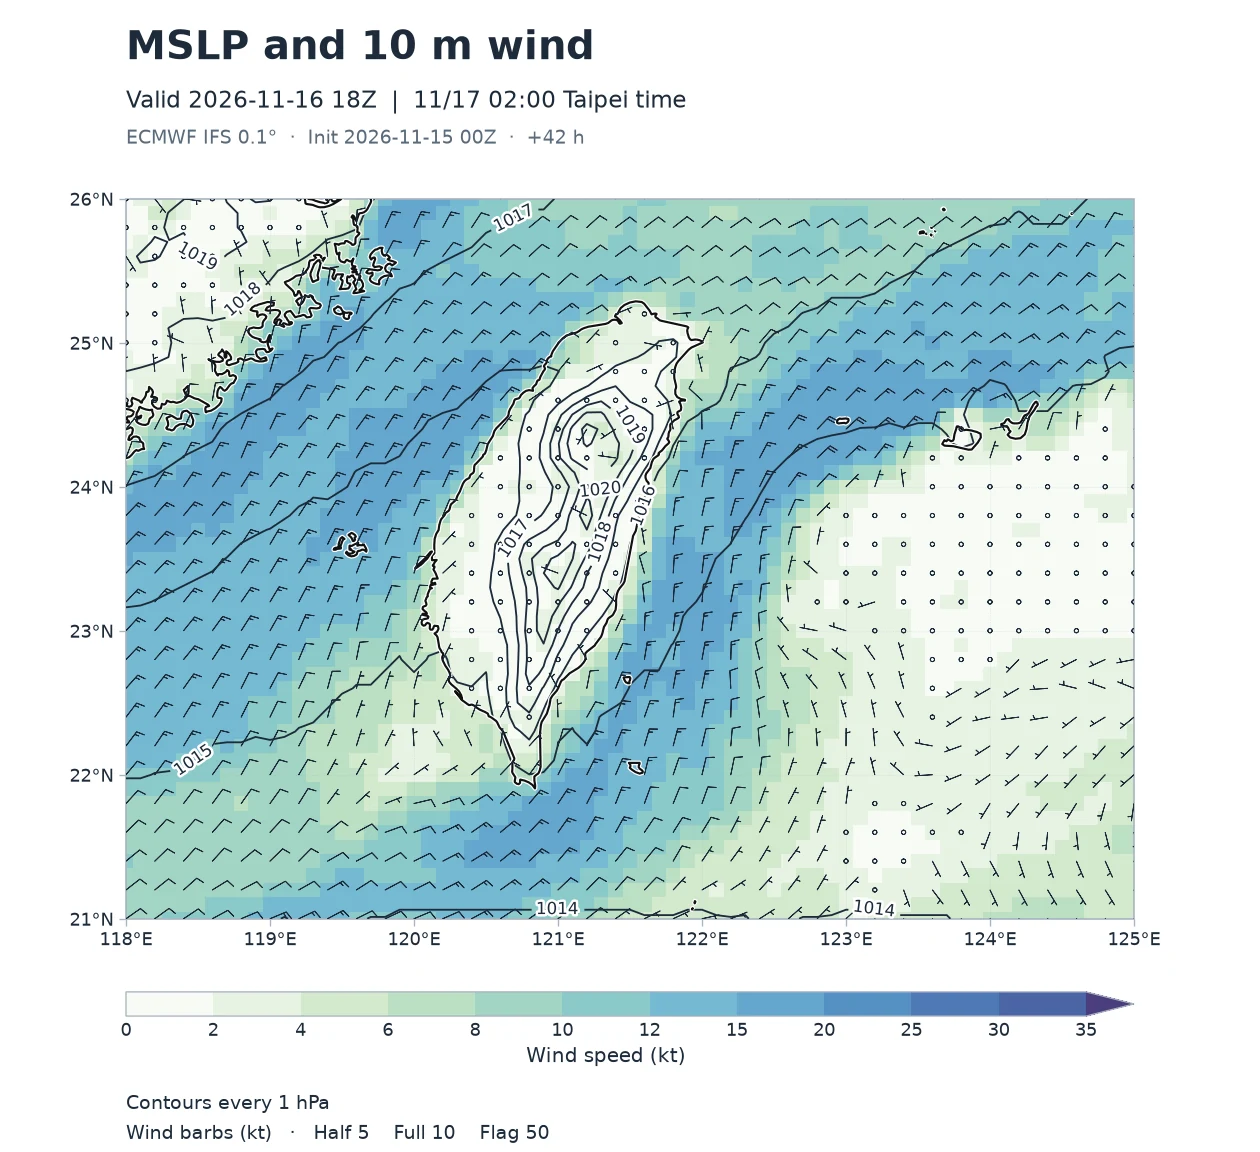 MSLP and 10 m wind
Valid 2026-11-16 18Z | 11/17 02:00 Taipei time
ECMWF IFS 0.1° · Init 2026-11-15 00Z · +42 h
26°N
25°N
24°N
23°N
22°N
21°N
1017
1019
1018
1019
1020
1016
1017
1018
1015
1014
1014
118°E 119°E 120°E 121°E 122°E 123°E 124°E 125°E
0 2 4 6 8 10 12 15 20 25 30 35
Wind speed (kt)
Contours every 1 hPa
Wind barbs (kt) · Half 5 Full 10 Flag 50